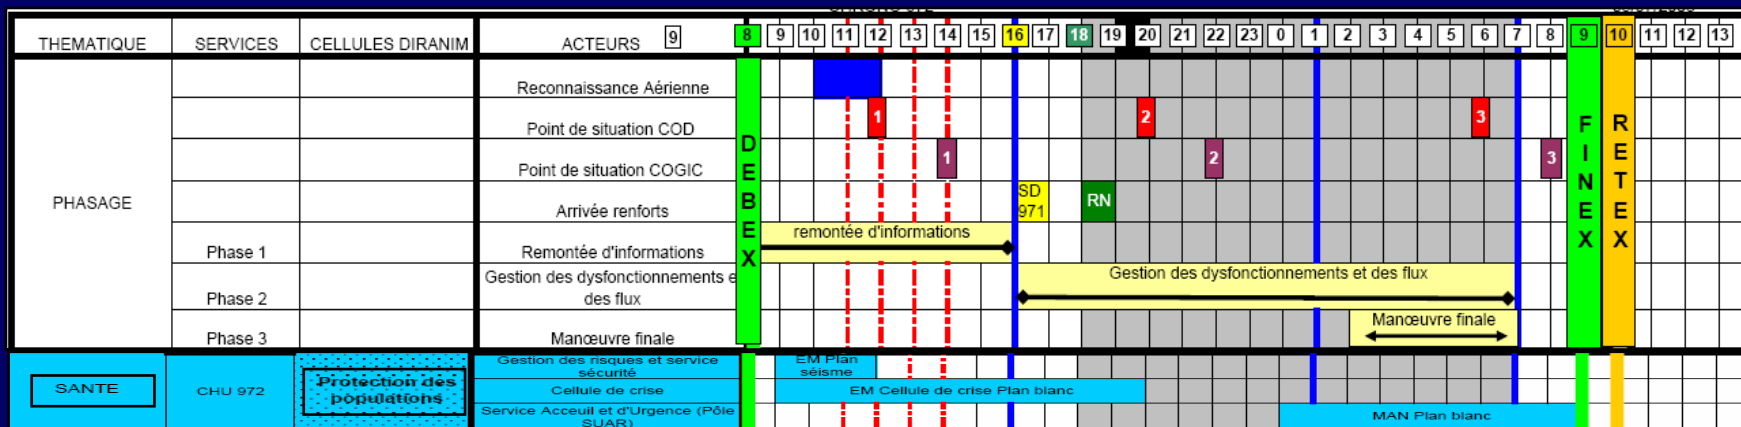 THEMATIQUE SERVICES CELLULES DIRANIM ACTEURS 9 8 9 10 11 12 13 14 15 16 17 18 19 20 21 22 23 0 1 2 3 4 5 6 7 8 9 10 11 12 13
Reconnaissance Aérienne
Point de situation COD 1 2 3
Point de situation COGIC 1 2 3
PHASAGE
Arrivée renforts SD 971 RN
DEBEX
FINEX
RETEX
Phase 1 Remontée d'informations remontée d'informations
Phase 2 Gestion des dysfonctionnements e
des flux
Gestion des dysfonctionnements et des flux
Phase 3 Manœuvre finale Manœuvre finale
SANTE CHU 972 Protection des
populations
Gestion des risques et service
sécurité
EM Plan
séisme
Cellule de crise EM Cellule de crise Plan blanc
Service Acceuil et d'Urgence (Pôle
SUAR)
MAN Plan blanc